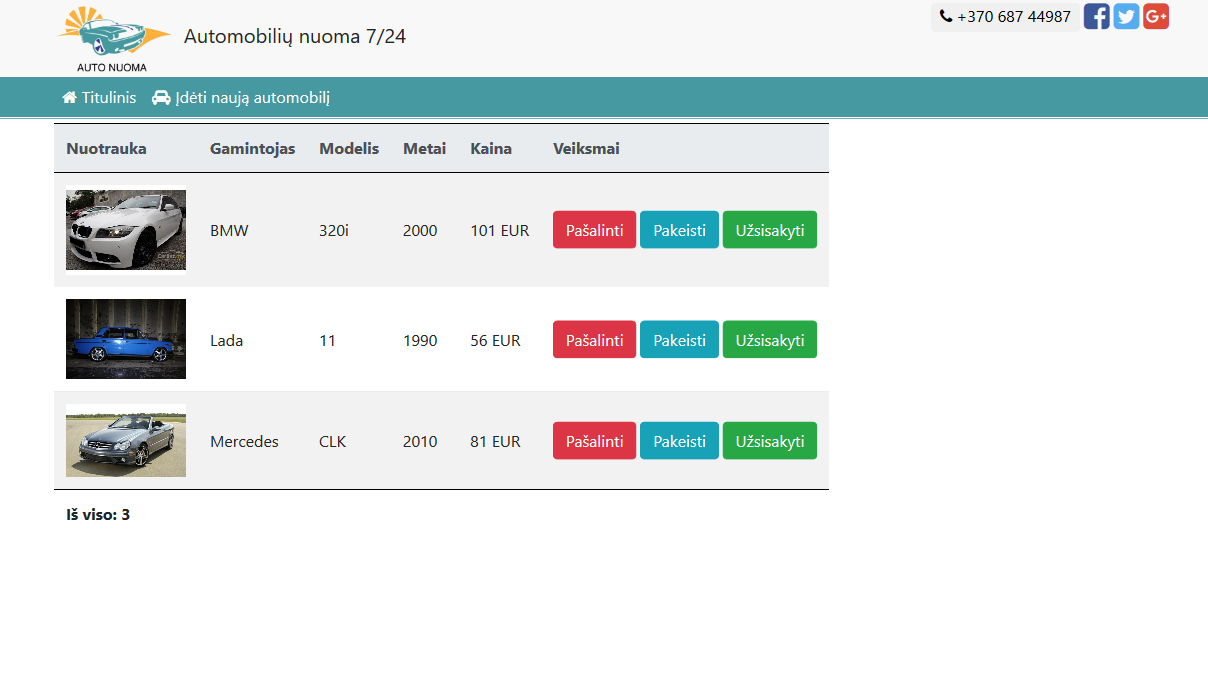 AUTO NUOMA
Automobilių nuoma 7/24
+370 687 44987
Titulinis Įdėti naują automobilį
Nuotrauka Gamintojas Modelis Metai Kaina Veiksmai
BMW 320i 2000 101 EUR Pašalinti Pakeisti Užsisakyti
Lada 11 1990 56 EUR Pašalinti Pakeisti Užsisakyti
Mercedes CLK 2010 81 EUR Pašalinti Pakeisti Užsisakyti
Iš viso: 3